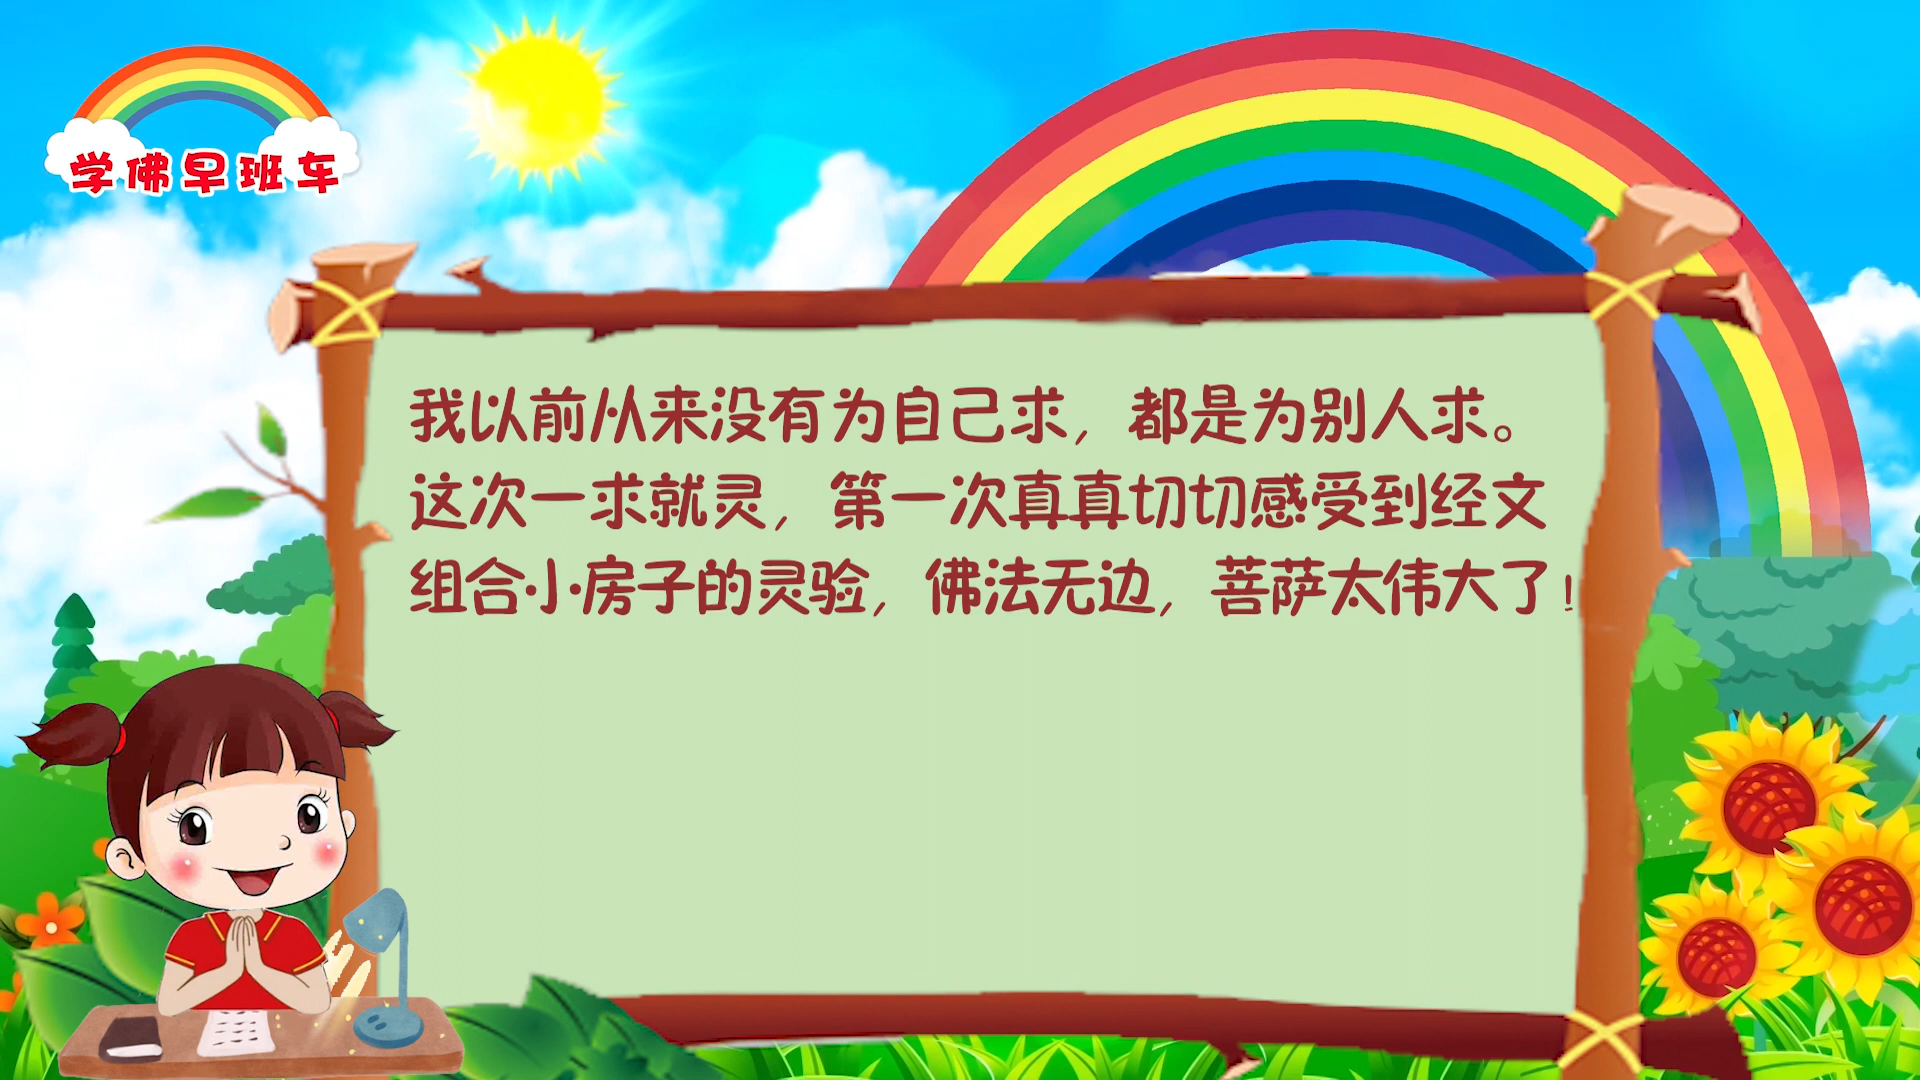 学佛早班车
我以前从来没有为自己求，都是为别人求。
这次一求就灵，第一次真真切切感受到经文
组合小房子的灵验，佛法无边，菩萨太伟大了！